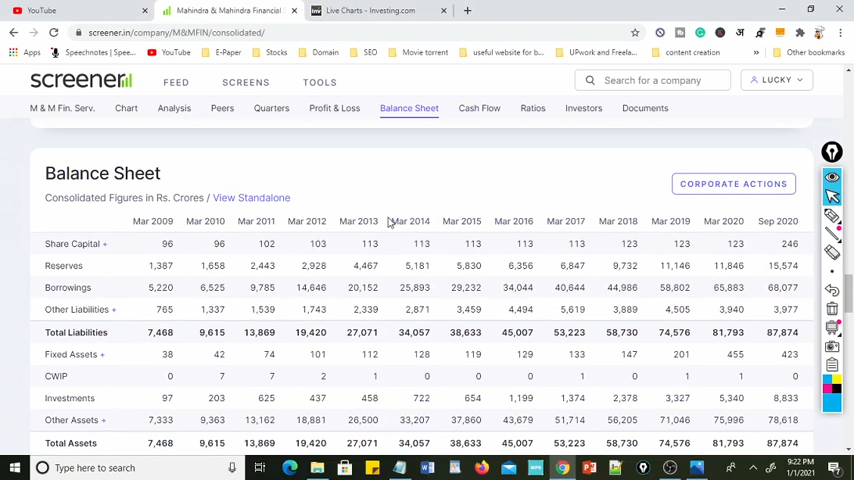 YouTube
Mahindra & Mahindra Financial S
Live Charts - Investing.com
screener.in/company/M&MFIN/consolidated/
Apps Speechnotes | Spee... YouTube E-Paper Stocks Domain SEO Movie torrent useful website for b... UPwork and Freela... content creation Other bookmarks
screener FEED SCREENS TOOLS Search for a company LUCKY
M & M Fin. Serv. Chart Analysis Peers Quarters Profit & Loss Balance Sheet Cash Flow Ratios Investors Documents
Balance Sheet
CORPORATE ACTIONS
Consolidated Figures in Rs. Crores / View Standalone
Mar 2009 Mar 2010 Mar 2011 Mar 2012 Mar 2013 Mar 2014 Mar 2015 Mar 2016 Mar 2017 Mar 2018 Mar 2019 Mar 2020 Sep 2020
Share Capital + 96 96 102 103 113 113 113 113 113 123 123 123 246
Reserves 1,387 1,658 2,443 2,928 4,467 5,181 5,830 6,356 6,847 9,732 11,146 11,846 15,574
Borrowings 5,220 6,525 9,785 14,646 20,152 25,893 29,232 34,044 40,644 44,986 58,802 65,883 68,077
Other Liabilities + 765 1,337 1,539 1,743 2,339 2,871 3,459 4,494 5,619 3,889 4,505 3,940 3,977
Total Liabilities 7,468 9,615 13,869 19,420 27,071 34,057 38,633 45,007 53,223 58,730 74,576 81,793 87,874
Fixed Assets + 38 42 74 101 112 128 119 129 133 147 201 455 423
CWIP 0 7 7 2 1 0 0 0 1 0 1 1 0
Investments 97 203 625 437 458 722 654 1,199 1,374 2,378 3,327 5,340 8,833
Other Assets + 7,333 9,363 13,162 18,881 26,500 33,207 37,860 43,679 51,714 56,205 71,046 75,996 78,618
Total Assets 7,468 9,615 13,869 19,420 27,071 34,057 38,633 45,007 53,223 58,730 74,576 81,793 87,874
Type here to search
9:22 PM
1/1/2021